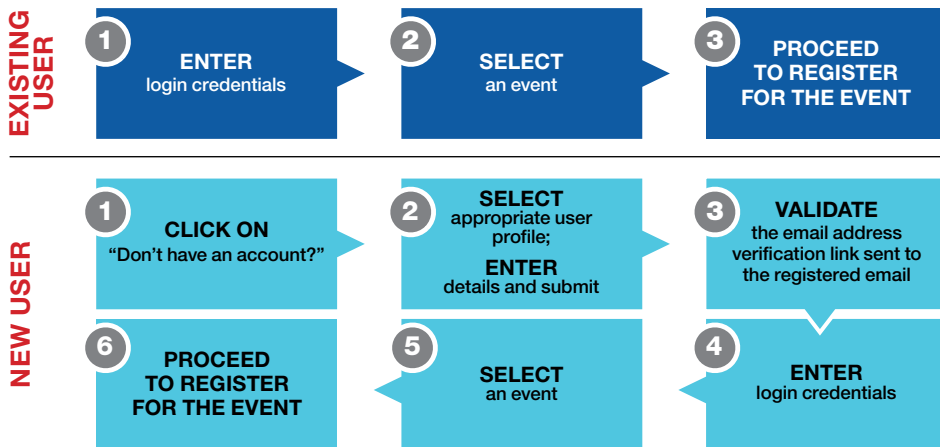 EXISTING
USER
1
ENTER
login credentials
2
SELECT
an event
3
PROCEED
TO REGISTER
FOR THE EVENT
NEW USER
1
CLICK ON
“Don’t have an account?”
2
SELECT
appropriate user
profile;
ENTER
details and submit
3
VALIDATE
the email address
verification link sent to
the registered email
4
ENTER
login credentials
5
SELECT
an event
6
PROCEED
TO REGISTER
FOR THE EVENT